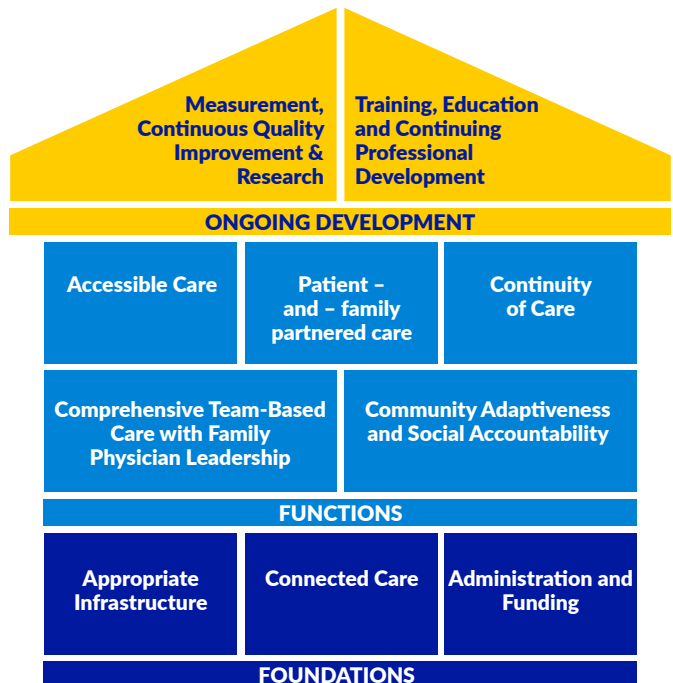 Measurement,
Continuous Quality
Improvement &
Research
Training, Education
and Continuing
Professional
Development
ONGOING DEVELOPMENT
Accessible Care
Patient –
and – family
partnered care
Continuity
of Care
Comprehensive Team-Based
Care with Family
Physician Leadership
Community Adaptiveness
and Social Accountability
FUNCTIONS
Appropriate
Infrastructure
Connected Care
Administration and
Funding
FOUNDATIONS